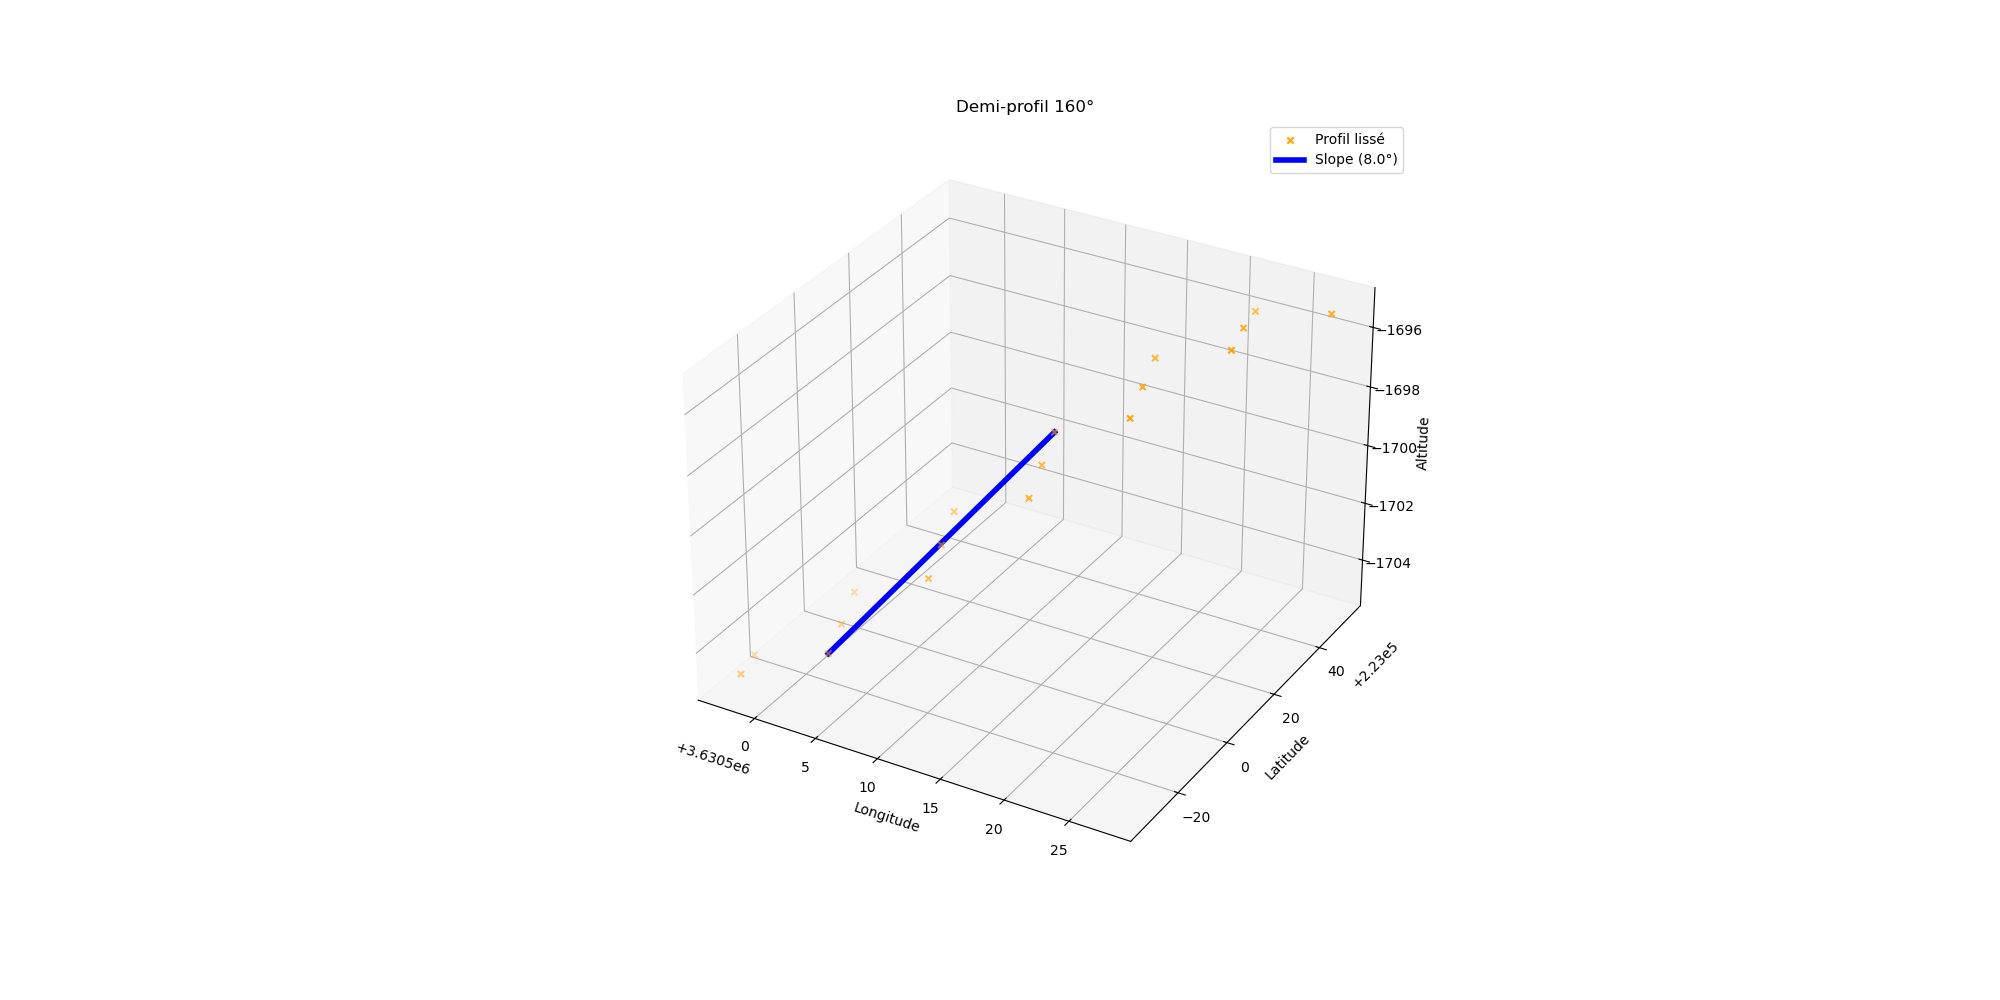 Demi-profil 160°
Profil lissé
Slope (8.0°)
−1696
−1698
−1700
−1702
−1704
Altitude
40
20
0
−20
+2.23e5
Latitude
0
5
10
15
20
25
+3.6305e6
Longitude